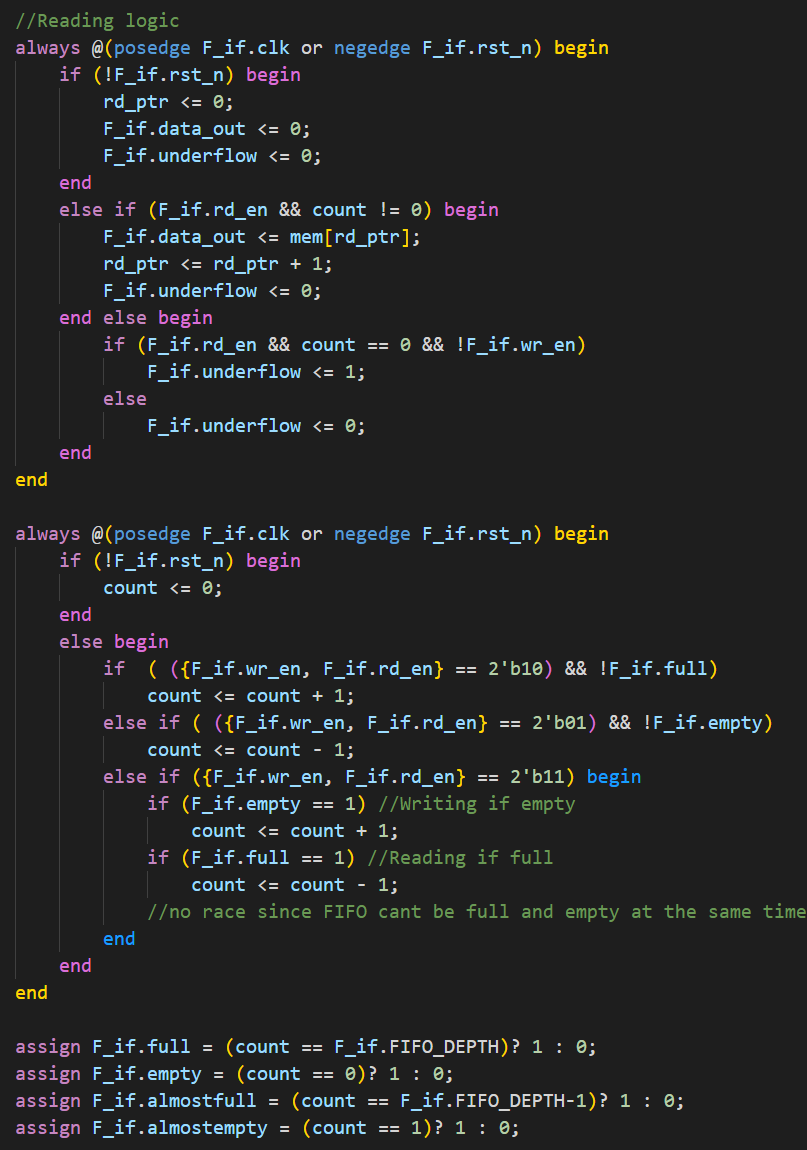 //Reading logic
always @(posedge F_if.clk or negedge F_if.rst_n) begin
    if (!F_if.rst_n) begin
        rd_ptr <= 0;
        F_if.data_out <= 0;
        F_if.underflow <= 0;
    end
    else if (F_if.rd_en && count != 0) begin
        F_if.data_out <= mem[rd_ptr];
        rd_ptr <= rd_ptr + 1;
        F_if.underflow <= 0;
    end else begin
        if (F_if.rd_en && count == 0 && !F_if.wr_en)
            F_if.underflow <= 1;
        else
            F_if.underflow <= 0;
    end
end

always @(posedge F_if.clk or negedge F_if.rst_n) begin
    if (!F_if.rst_n) begin
        count <= 0;
    end
    else begin
        if  ( ({F_if.wr_en, F_if.rd_en} == 2'b10) && !F_if.full)
            count <= count + 1;
        else if ( ({F_if.wr_en, F_if.rd_en} == 2'b01) && !F_if.empty)
            count <= count - 1;
        else if ({F_if.wr_en, F_if.rd_en} == 2'b11) begin
            if (F_if.empty == 1) //Writing if empty
                count <= count + 1;
            if (F_if.full == 1) //Reading if full
                count <= count - 1;
            //no race since FIFO cant be full and empty at the same time
        end
    end
end

assign F_if.full = (count == F_if.FIFO_DEPTH)? 1 : 0;
assign F_if.empty = (count == 0)? 1 : 0;
assign F_if.almostfull = (count == F_if.FIFO_DEPTH-1)? 1 : 0;
assign F_if.almostempty = (count == 1)? 1 : 0;